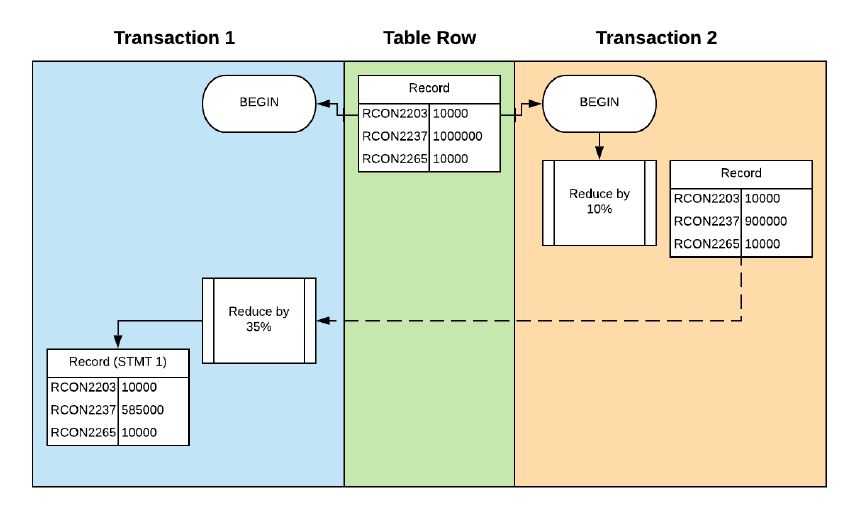 Transaction 1
Table Row
Transaction 2
BEGIN
Record
RCON2203 10000
RCON2237 1000000
RCON2265 10000
BEGIN
Reduce by
10%
Record
RCON2203 10000
RCON2237 900000
RCON2265 10000
Reduce by
35%
Record (STMT 1)
RCON2203 10000
RCON2237 585000
RCON2265 10000